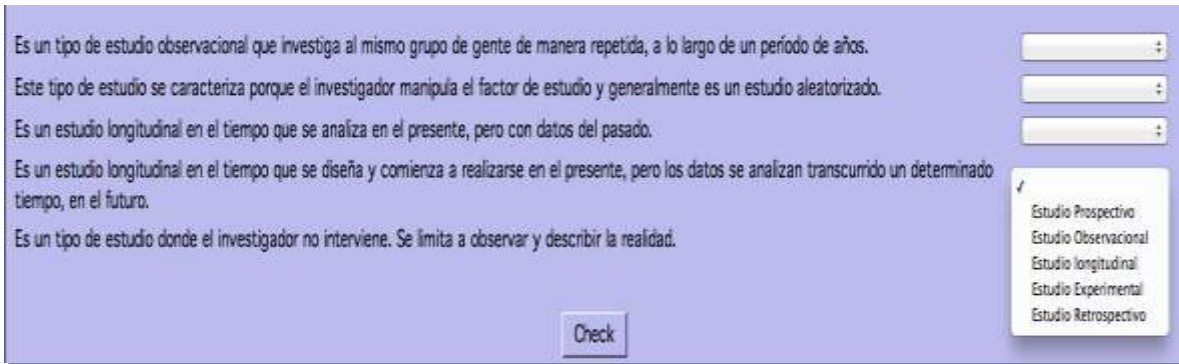 Es un tipo de estudio observacional que investiga al mismo grupo de gente de manera repetida, a lo largo de un período de años.
Este tipo de estudio se caracteriza porque el investigador manipula el factor de estudio y generalmente es un estudio aleatorizado.
Es un estudio longitudinal en el tiempo que se analiza en el presente, pero con datos del pasado.
Es un estudio longitudinal en el tiempo que se diseña y comienza a realizarse en el presente, pero los datos se analizan transcurrido un determinado
tiempo, en el futuro.
Es un tipo de estudio donde el investigador no interviene. Se limita a observar y describir la realidad.
✓
Estudio Prospectivo
Estudio Observacional
Estudio longitudinal
Estudio Experimental
Estudio Retrospectivo
Check